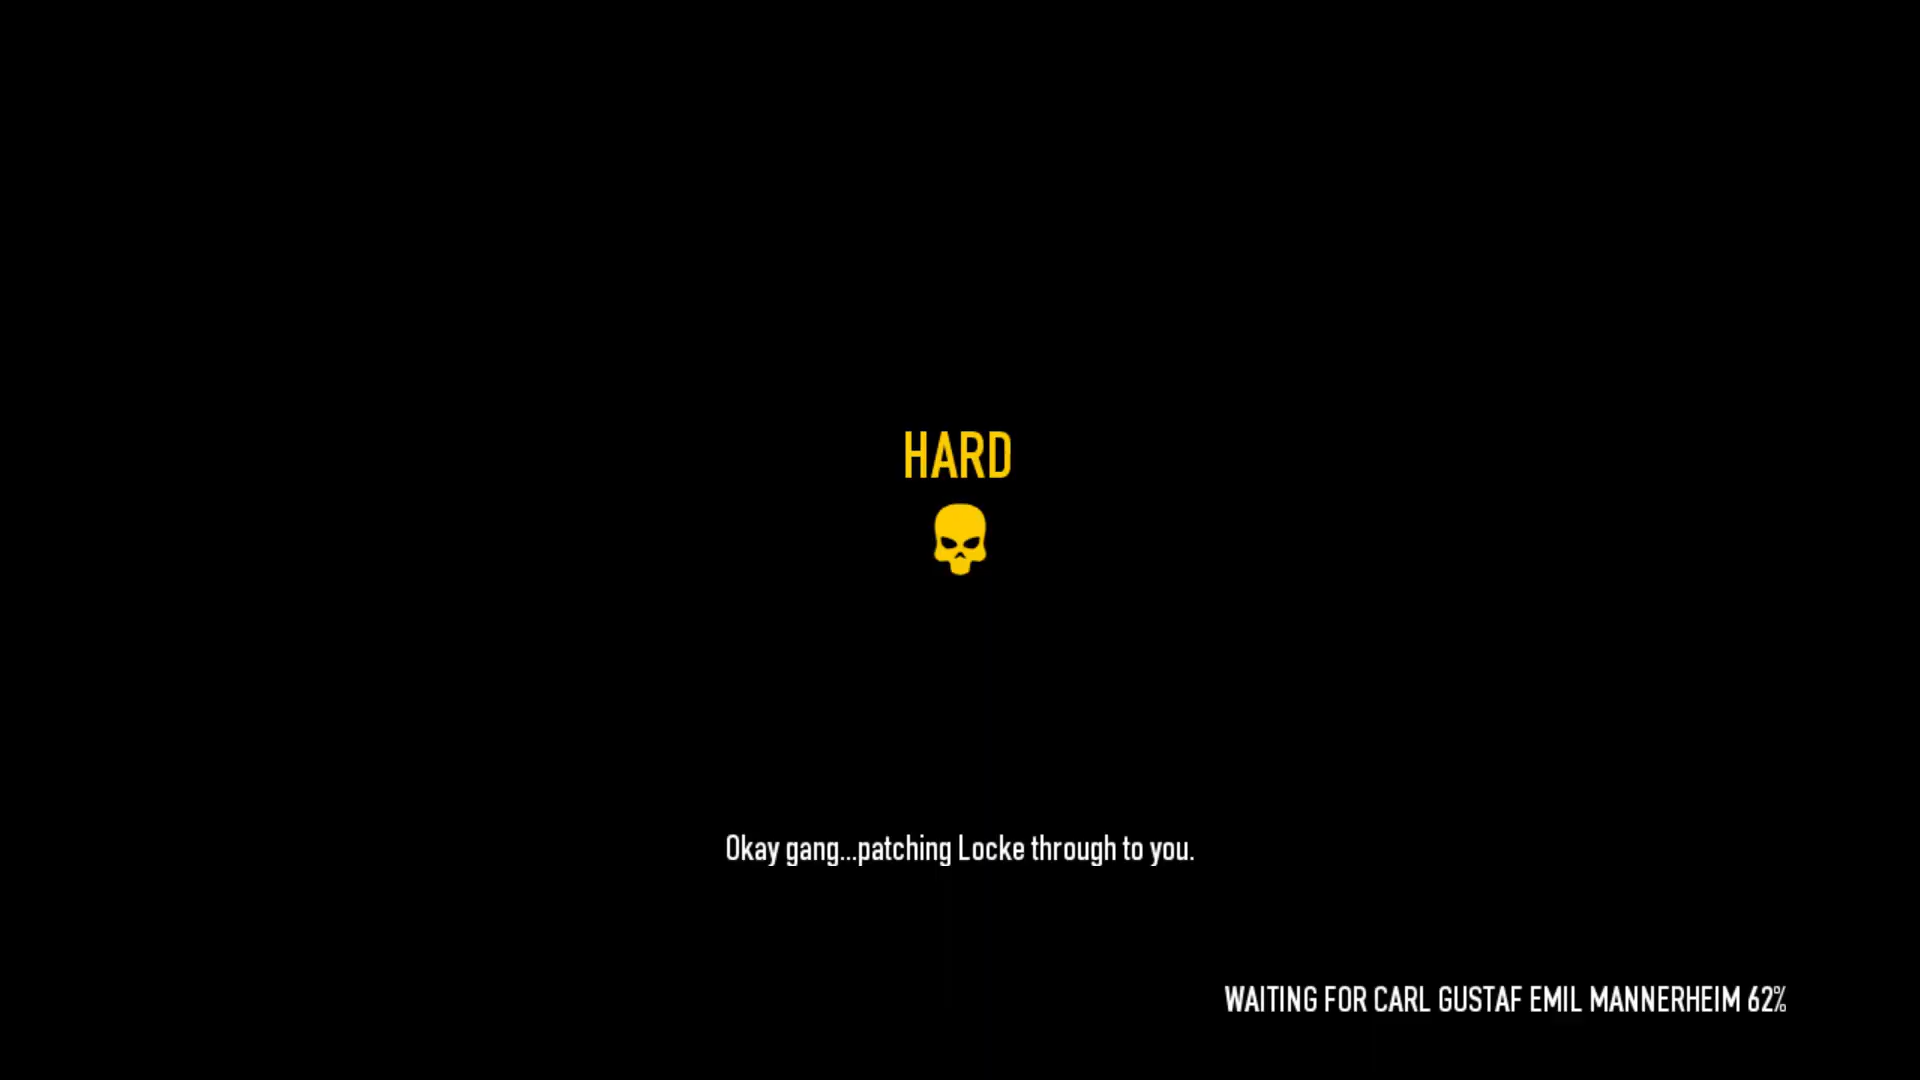 HARD
Okay gang...patching Locke through to you.
WAITING FOR CARL GUSTAF EMIL MANNERHEIM 62%